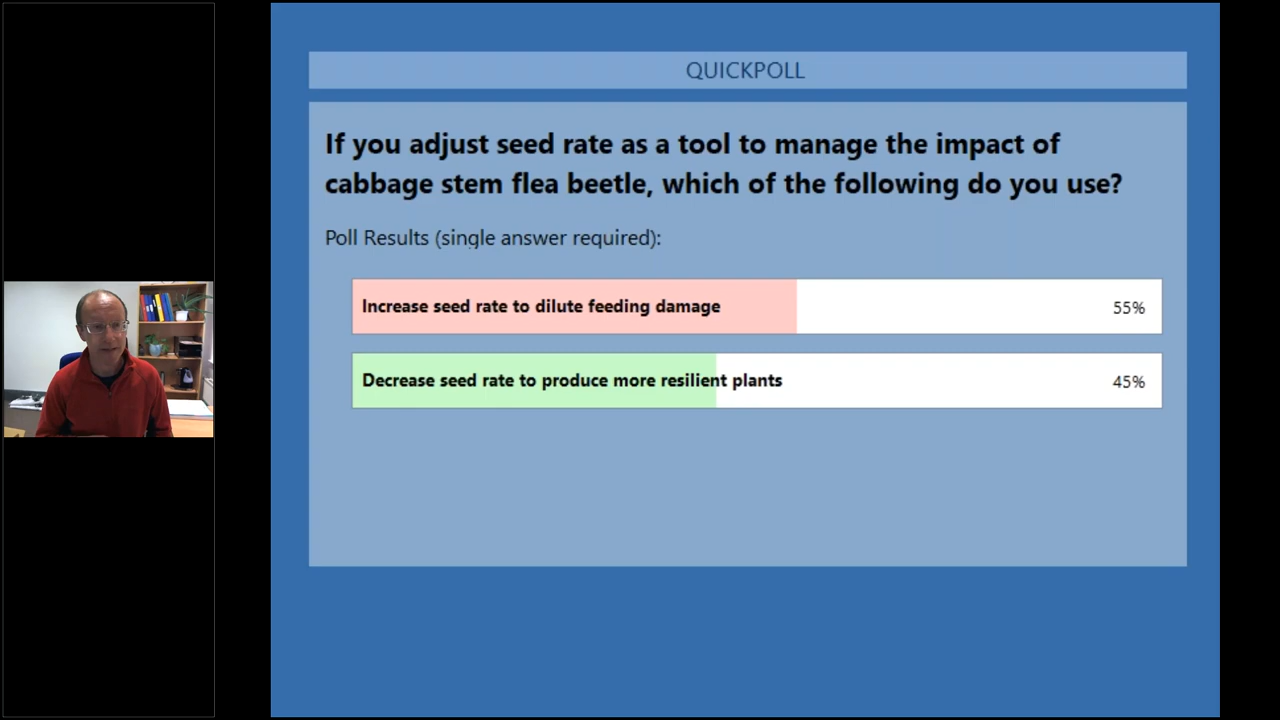 QUICKPOLL
If you adjust seed rate as a tool to manage the impact of
cabbage stem flea beetle, which of the following do you use?
Poll Results (single answer required):
Increase seed rate to dilute feeding damage 55%
Decrease seed rate to produce more resilient plants 45%